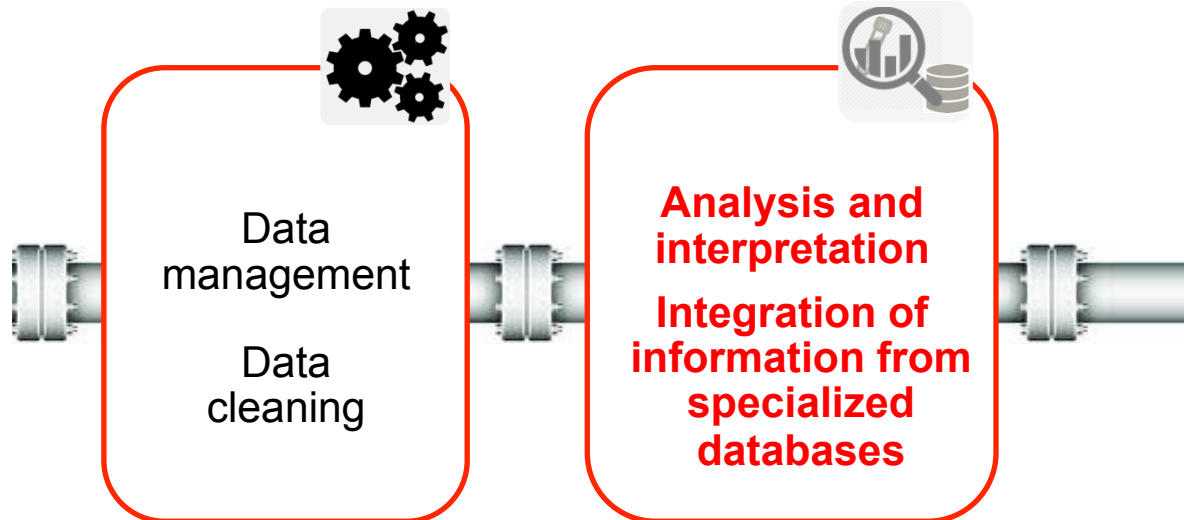 Data
management
Data
cleaning
Analysis and
interpretation
Integration of
information from
specialized
databases